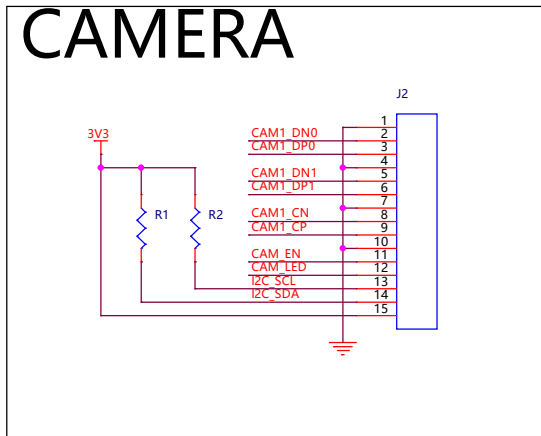 CAMERA
J2
3V3
R1
R2
1
CAM1_DN0 2
CAM1_DP0 3
4
CAM1_DN1 5
CAM1_DP1 6
7
CAM1_CN 8
CAM1_CP 9
10
CAM_EN 11
CAM_LED 12
I2C_SCL 13
I2C_SDA 14
15